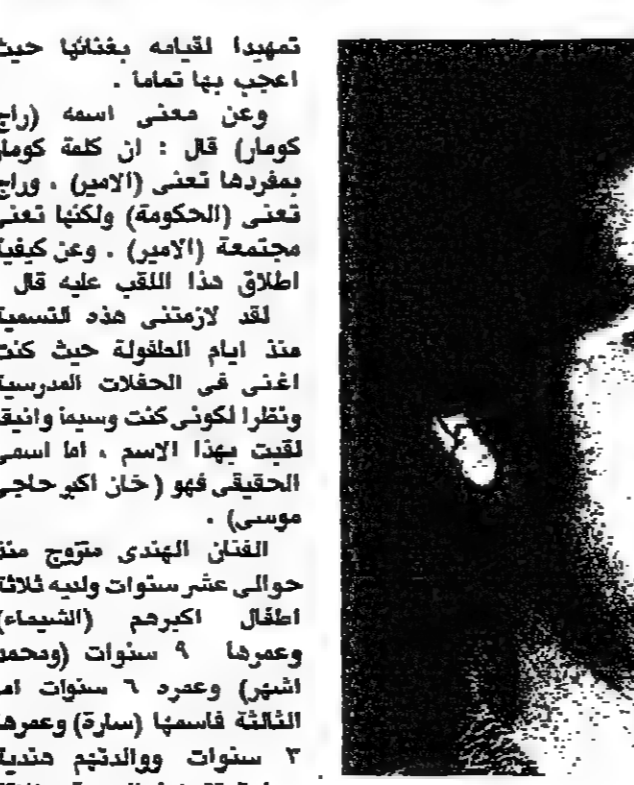 تمهيدا لقيامه بغنائها حيث
اعجب بها تماما .
وعن معنى اسمه (راج
كومار) قال : ان كلمة كومار
بمفردها تعنى (الامير) ، وراج
تعنى (الحكومة) ولكنها تعنى
مجتمعة (الامير) . وعن كيفية
اطلاق هذا اللقب عليه قال
لقد لازمتنى هذه التسمية
منذ ايام الطفولة حيث كنت
اغنى فى الحفلات المدرسية
ونظرا لكونى كنت وسيما وانيقا
لقبت بهذا الاسم ، اما اسمى
الحقيقى فهو ( خان اكبر حاجى
موسى) .
الفنان الهندى متزوج منذ
حوالى عشر سنوات ولديه ثلاثة
اطفال اكبرهم (الشيماء)
وعمرها ٩ سنوات (ومحمد
اشهر) وعمره ٦ سنوات اما
الثالثة فاسمها (سارة) وعمرها
٣ سنوات ووالدتهم هندية